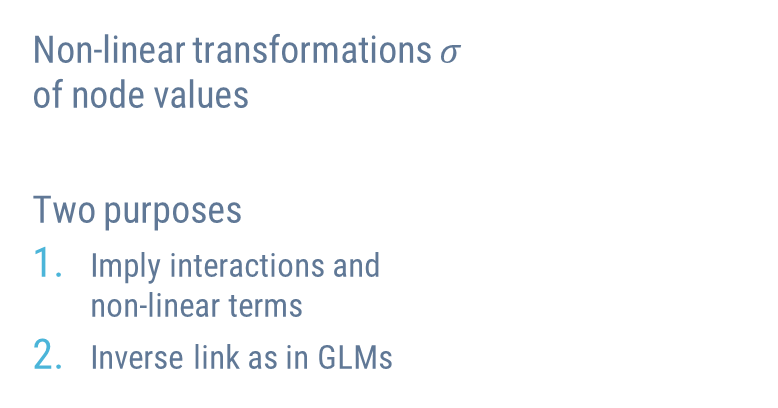 Non-linear transformations σ
of node values
Two purposes
1. Imply interactions and
non-linear terms
2. Inverse link as in GLMs